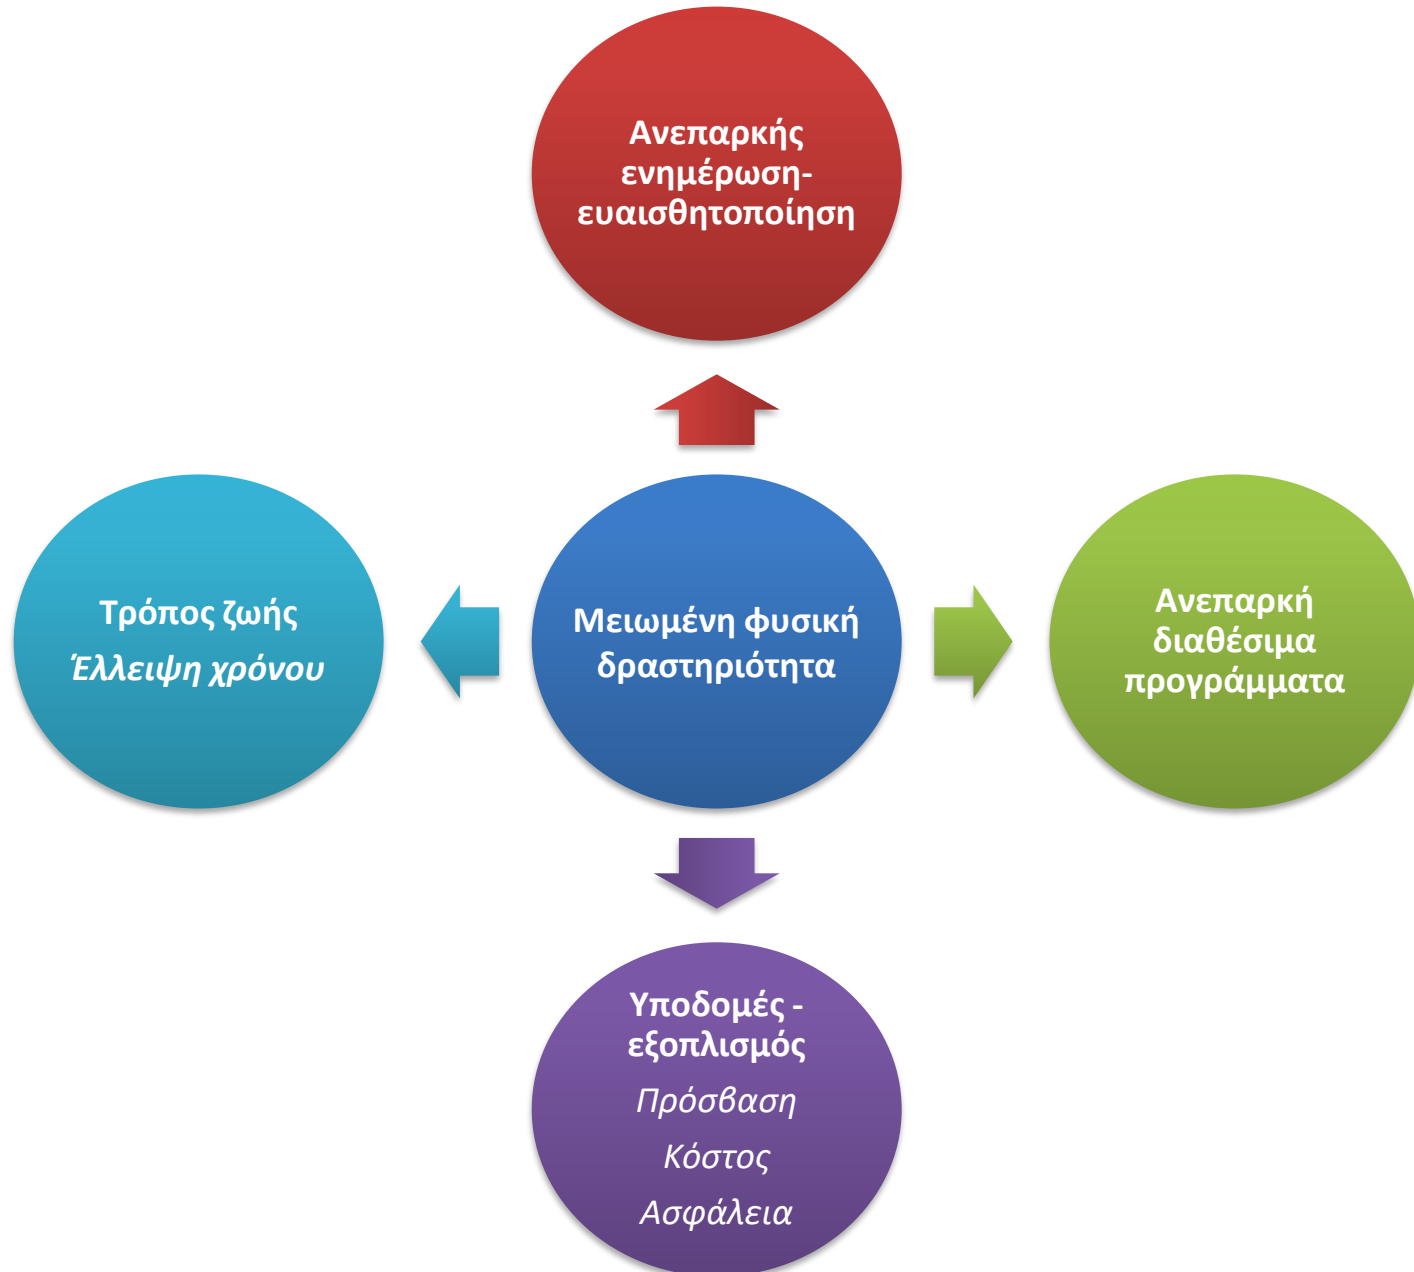 Ανεπαρκής
ενημέρωση-
ευαισθητοποίηση
Τρόπος ζωής
Έλλειψη χρόνου
Μειωμένη φυσική
δραστηριότητα
Ανεπαρκή
διαθέσιμα
προγράμματα
Υποδομές -
εξοπλισμός
Πρόσβαση
Κόστος
Ασφάλεια